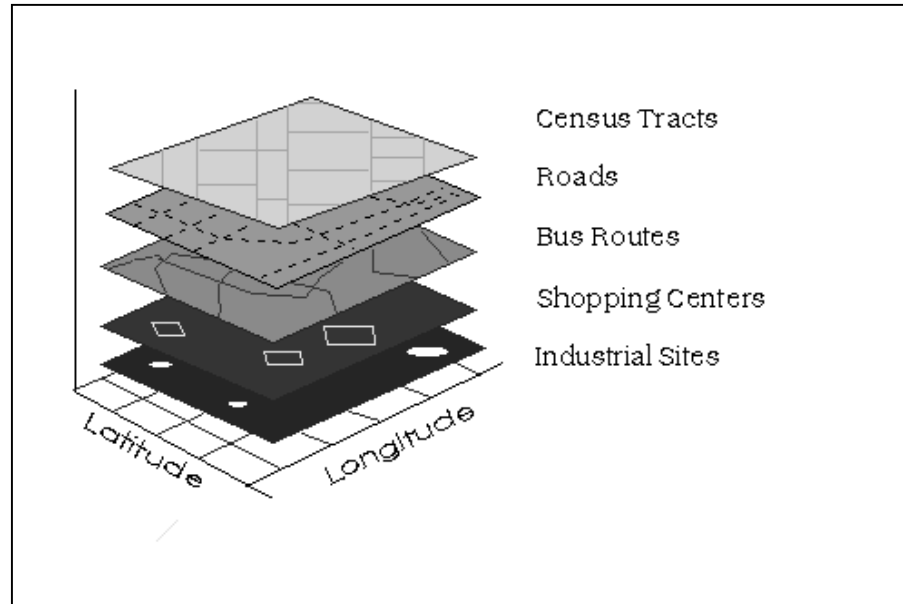 Census Tracts
Roads
Bus Routes
Shopping Centers
Industrial Sites
Latitude
Longitude